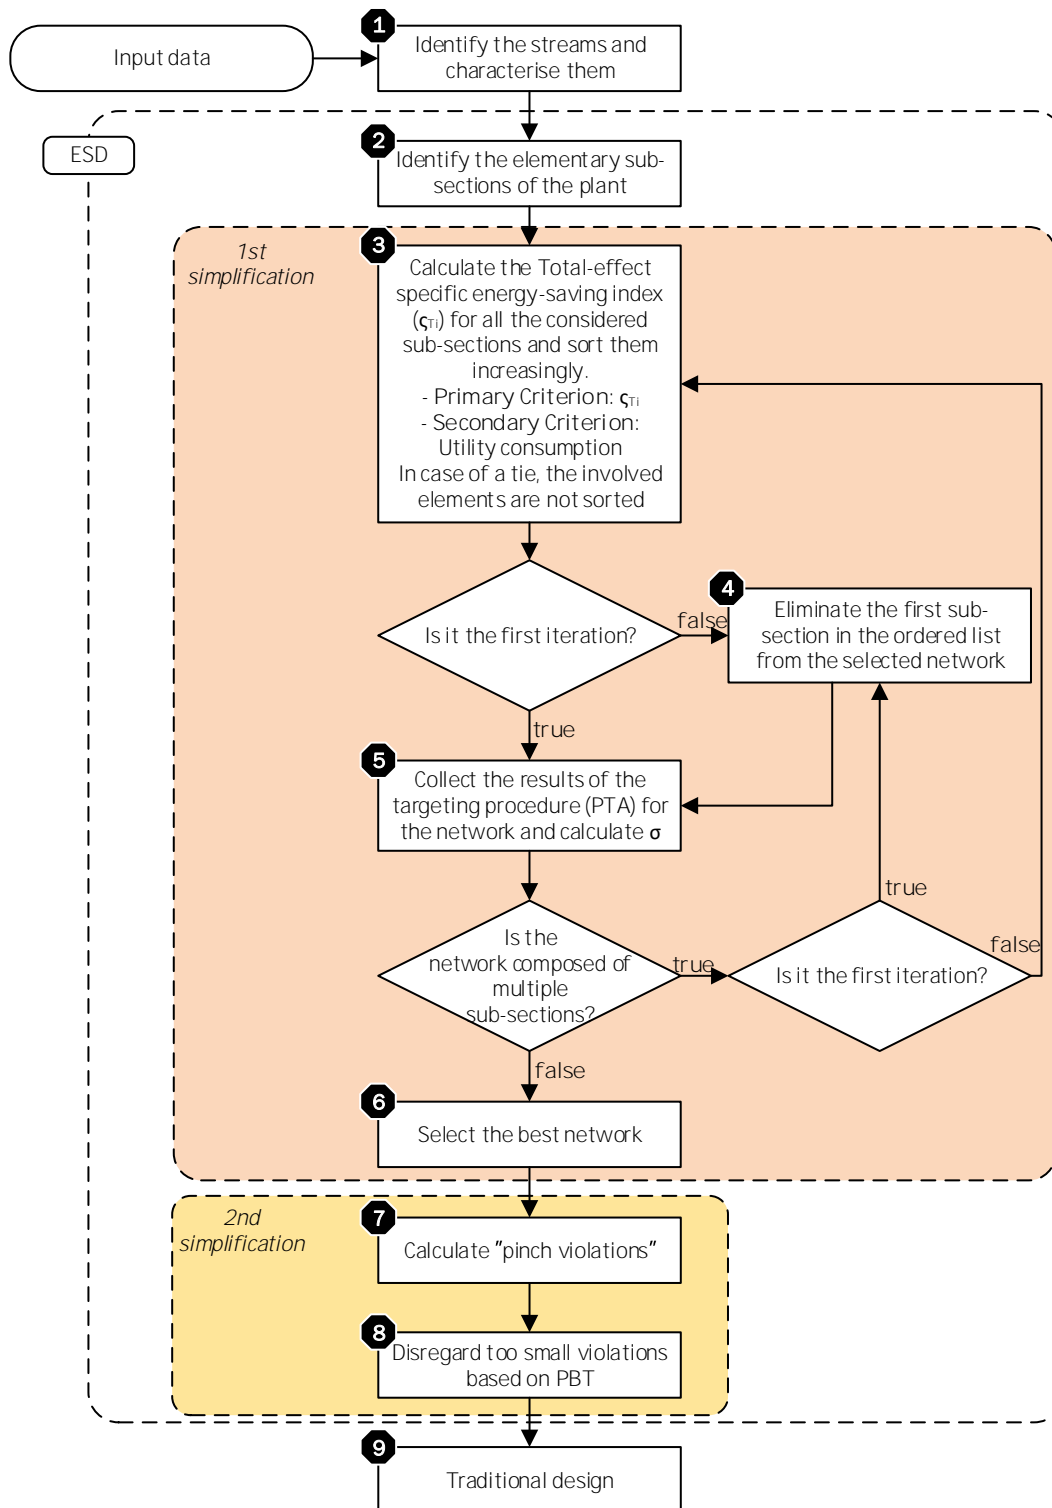 1
Input data
Identify the streams and
characterise them
ESD
2
Identify the elementary sub-
sections of the plant
1st
simplification
3
Calculate the Total-effect
specific energy-saving index
(ςTi) for all the considered
sub-sections and sort them
increasingly.
- Primary Criterion: ςTi
- Secondary Criterion:
Utility consumption
In case of a tie, the involved
elements are not sorted
Is it the first iteration?
false
4
Eliminate the first sub-
section in the ordered list
from the selected network
true
5
Collect the results of the
targeting procedure (PTA) for
the network and calculate σ
Is the
network composed of
multiple
sub-sections?
true
Is it the first iteration?
true
false
false
6
Select the best network
2nd
simplification
7
Calculate "pinch violations"
8
Disregard too small violations
based on PBT
9
Traditional design